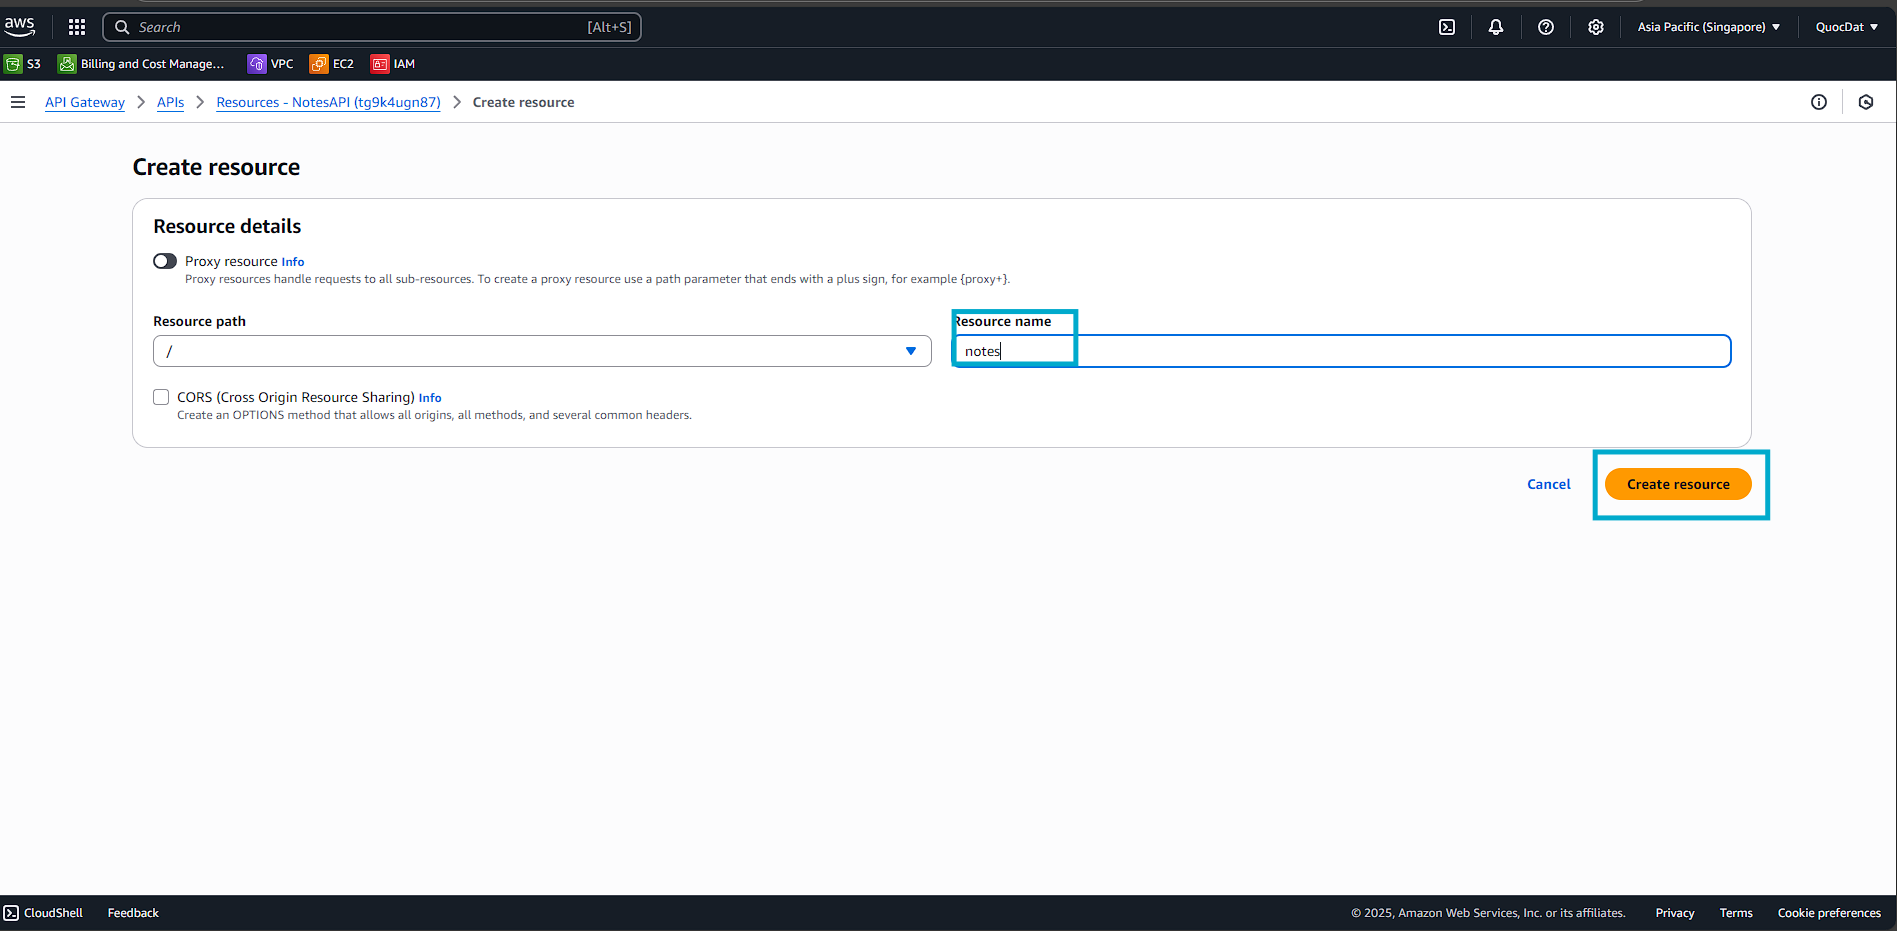 aws
Search [Alt+S]
Asia Pacific (Singapore)
QuocDat
S3
Billing and Cost Manage...
VPC
EC2
IAM
API Gateway
APIs
Resources - NotesAPI (tg9k4ugn87)
Create resource
Create resource
Resource details
Proxy resource Info
Proxy resources handle requests to all sub-resources. To create a proxy resource use a path parameter that ends with a plus sign, for example {proxy+}.
Resource path
/
Resource name
notes
CORS (Cross Origin Resource Sharing) Info
Create an OPTIONS method that allows all origins, all methods, and several common headers.
Cancel
Create resource
CloudShell
Feedback
© 2025, Amazon Web Services, Inc. or its affiliates.
Privacy
Terms
Cookie preferences